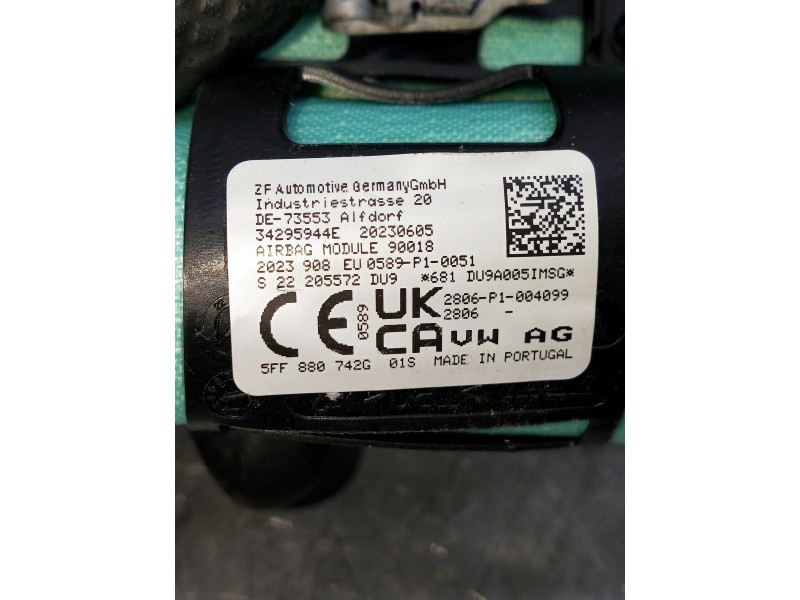 ZF Automotive GermanyGmbH
Industriestrasse 20
DE-73553 Alfdorf
34295944E 20230605
AIRBAG MODULE 90018
2023 908 EU 0589-P1-0051
S 22 205572 DU9 *681 DU9A005IMSG*
CE 0589 UK CA
2806-P1-004099
2806 -
VW AG
5FF 880 742G 01S MADE IN PORTUGAL